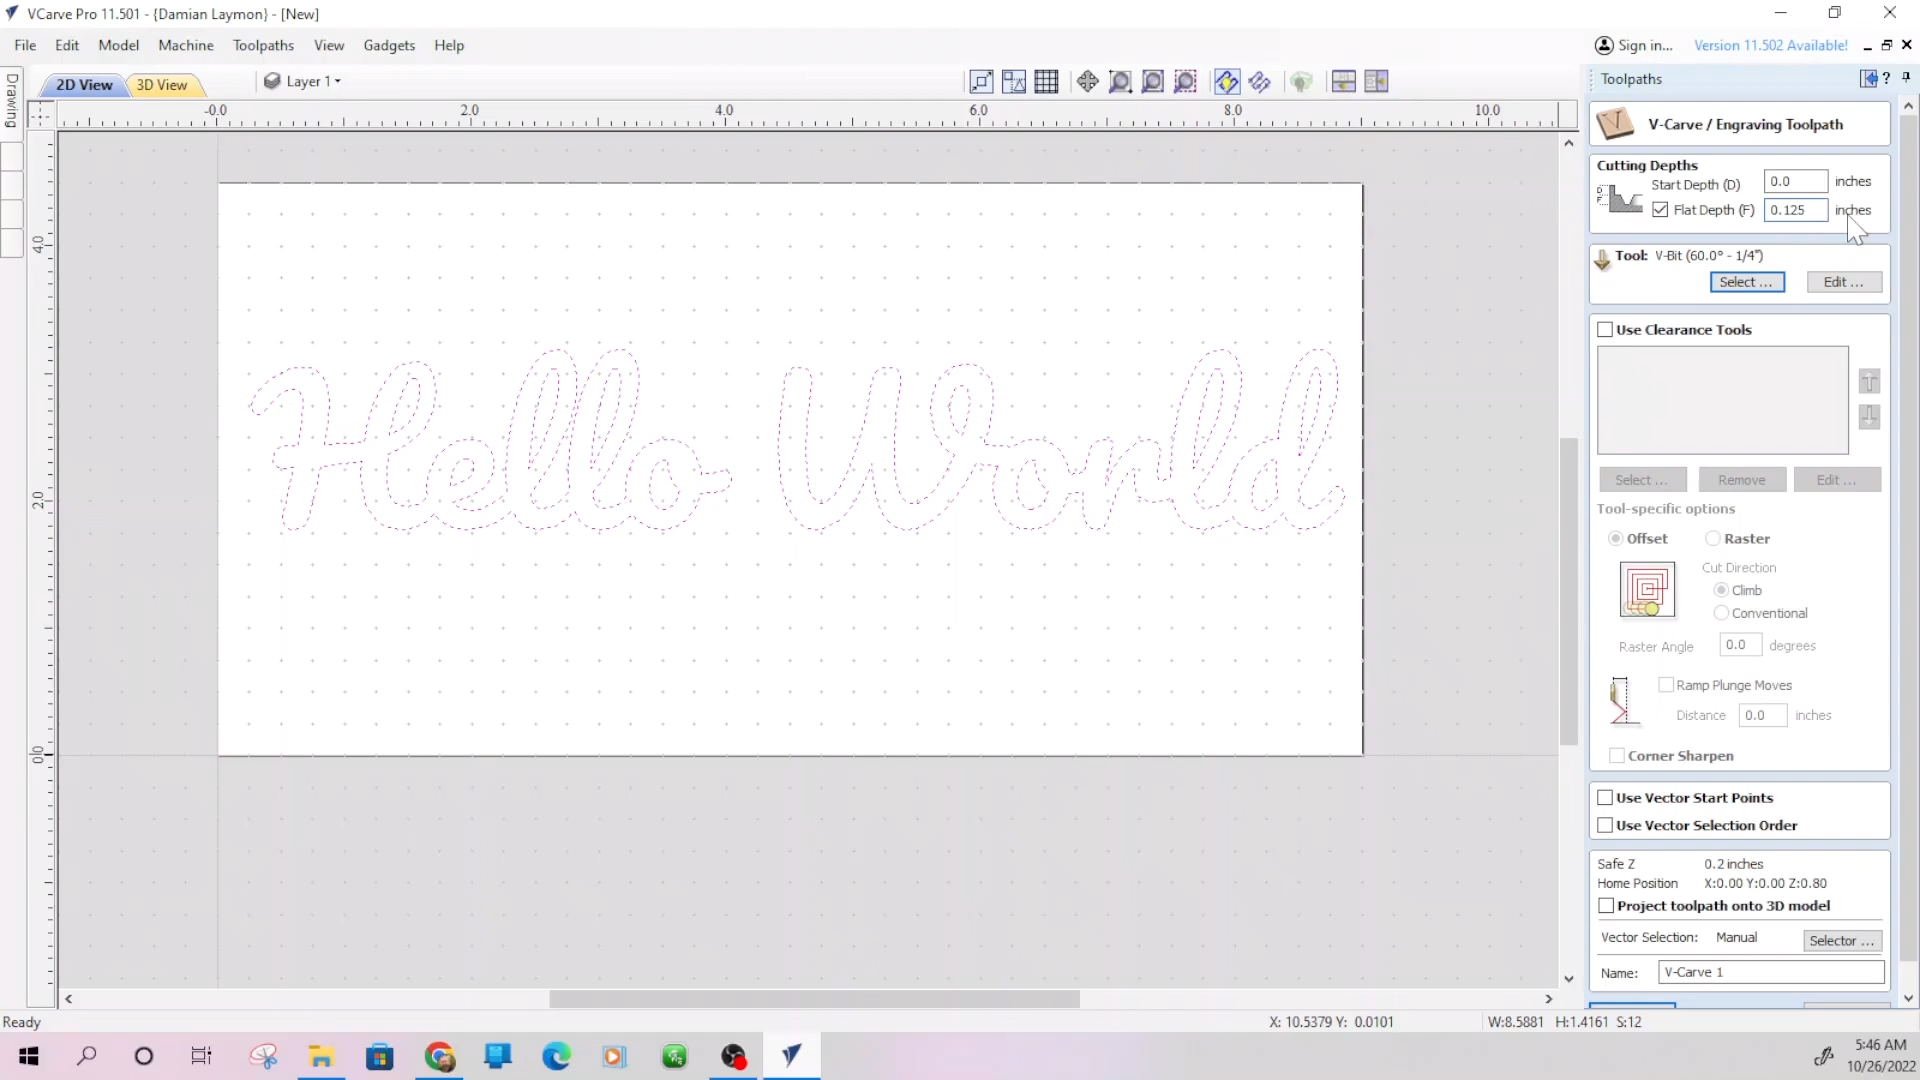 VCarve Pro 11.501 - {Damian Laymon} - [New]
File Edit Model Machine Toolpaths View Gadgets Help
Sign in... Version 11.502 Available!
Drawing
2D View 3D View Layer 1
Toolpaths
-0.0 2.0 4.0 6.0 8.0 10.0
4.0
2.0
0.0
Hello World
V-Carve / Engraving Toolpath
Cutting Depths
Start Depth (D) 0.0 inches
Flat Depth (F) 0.125 inches
Tool: V-Bit (60.0° - 1/4")
Select ... Edit ...
Use Clearance Tools
Select ... Remove Edit ...
Tool-specific options
Offset Raster
Cut Direction
Climb
Conventional
Raster Angle 0.0 degrees
Ramp Plunge Moves
Distance 0.0 inches
Corner Sharpen
Use Vector Start Points
Use Vector Selection Order
Safe Z 0.2 inches
Home Position X:0.00 Y:0.00 Z:0.80
Project toolpath onto 3D model
Vector Selection: Manual Selector ...
Name: V-Carve 1
Ready X: 10.5379 Y: 0.0101 W:8.5881 H:1.4161 S:12
5:46 AM
10/26/2022